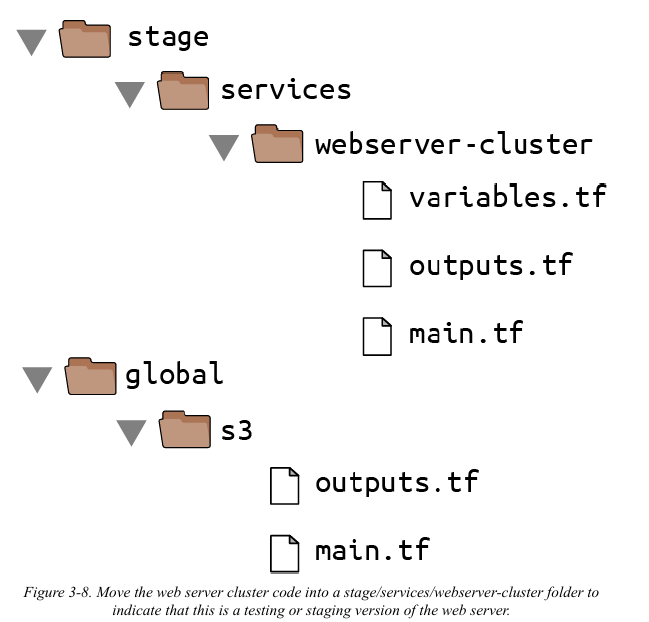 stage
services
webserver-cluster
variables.tf
outputs.tf
main.tf
global
s3
outputs.tf
main.tf
Figure 3-8. Move the web server cluster code into a stage/services/webserver-cluster folder to
indicate that this is a testing or staging version of the web server.